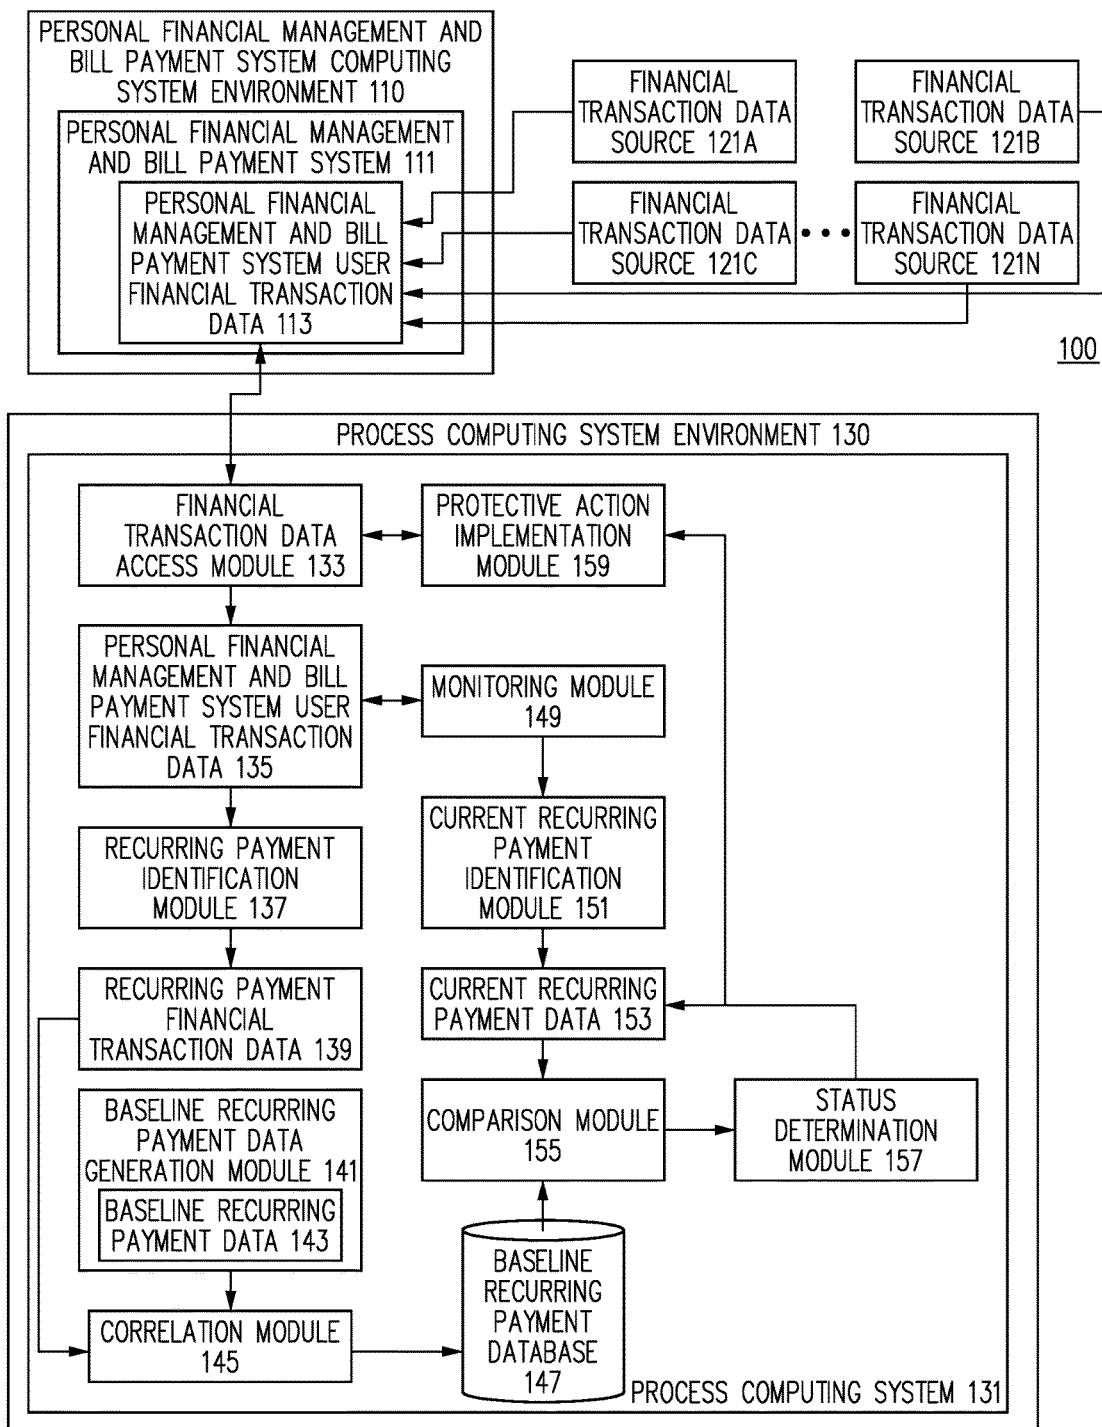 PERSONAL FINANCIAL MANAGEMENT AND
BILL PAYMENT SYSTEM COMPUTING
SYSTEM ENVIRONMENT 110
PERSONAL FINANCIAL MANAGEMENT
AND BILL PAYMENT SYSTEM 111
PERSONAL FINANCIAL
MANAGEMENT AND BILL
PAYMENT SYSTEM USER
FINANCIAL TRANSACTION
DATA 113
FINANCIAL
TRANSACTION DATA
SOURCE 121A
FINANCIAL
TRANSACTION DATA
SOURCE 121B
FINANCIAL
TRANSACTION DATA
SOURCE 121C
FINANCIAL
TRANSACTION DATA
SOURCE 121N
100
PROCESS COMPUTING SYSTEM ENVIRONMENT 130
FINANCIAL
TRANSACTION DATA
ACCESS MODULE 133
PROTECTIVE ACTION
IMPLEMENTATION
MODULE 159
PERSONAL FINANCIAL
MANAGEMENT AND BILL
PAYMENT SYSTEM USER
FINANCIAL TRANSACTION
DATA 135
MONITORING MODULE
149
RECURRING PAYMENT
IDENTIFICATION
MODULE 137
CURRENT RECURRING
PAYMENT
IDENTIFICATION
MODULE 151
RECURRING PAYMENT
FINANCIAL
TRANSACTION DATA 139
CURRENT RECURRING
PAYMENT DATA 153
BASELINE RECURRING
PAYMENT DATA
GENERATION MODULE 141
BASELINE RECURRING
PAYMENT DATA 143
COMPARISON MODULE
155
STATUS
DETERMINATION
MODULE 157
CORRELATION MODULE
145
BASELINE
RECURRING
PAYMENT
DATABASE
147
PROCESS COMPUTING SYSTEM 131